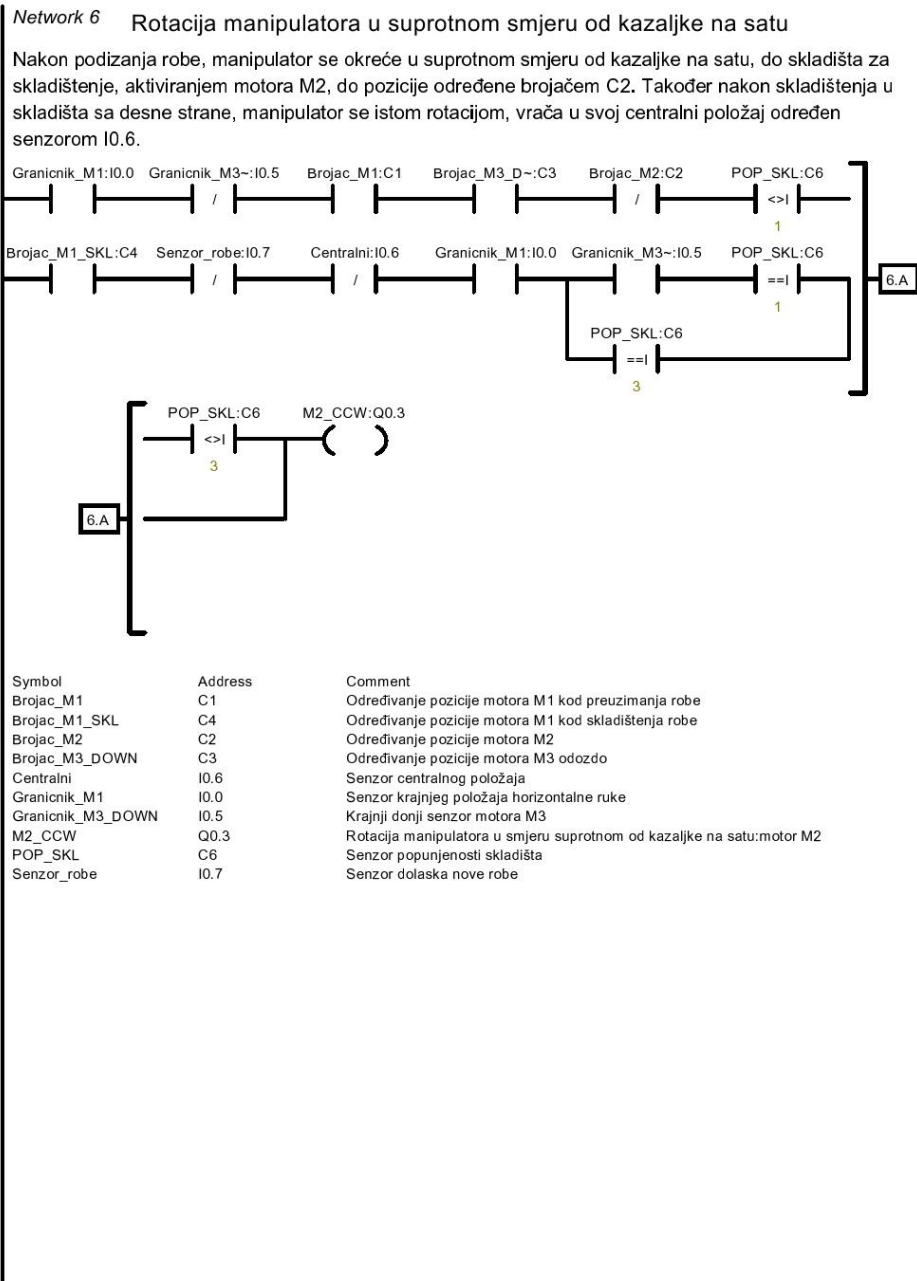 Network 6 Rotacija manipulatora u suprotnom smjeru od kazaljke na satu
Nakon podizanja robe, manipulator se okreće u suprotnom smjeru od kazaljke na satu, do skladišta za
skladištenje, aktiviranjem motora M2, do pozicije određene brojačem C2. Također nakon skladištenja u
skladišta sa desne strane, manipulator se istom rotacijom, vrača u svoj centralni položaj određen
senzorom I0.6.
Granicnik_M1:I0.0 Granicnik_M3~:I0.5 Brojac_M1:C1 Brojac_M3_D~:C3 Brojac_M2:C2 POP_SKL:C6
/ / <>I
1
Brojac_M1_SKL:C4 Senzor_robe:I0.7 Centralni:I0.6 Granicnik_M1:I0.0 Granicnik_M3~:I0.5 POP_SKL:C6
/ / ==I 6.A
1
POP_SKL:C6
==I
3
POP_SKL:C6 M2_CCW:Q0.3
<>I
3
6.A
Symbol Address Comment
Brojac_M1 C1 Određivanje pozicije motora M1 kod preuzimanja robe
Brojac_M1_SKL C4 Određivanje pozicije motora M1 kod skladištenja robe
Brojac_M2 C2 Određivanje pozicije motora M2
Brojac_M3_DOWN C3 Određivanje pozicije motora M3 odozdo
Centralni I0.6 Senzor centralnog položaja
Granicnik_M1 I0.0 Senzor krajnjeg položaja horizontalne ruke
Granicnik_M3_DOWN I0.5 Krajnji donji senzor motora M3
M2_CCW Q0.3 Rotacija manipulatora u smjeru suprotnom od kazaljke na satu:motor M2
POP_SKL C6 Senzor popunjenosti skladišta
Senzor_robe I0.7 Senzor dolaska nove robe